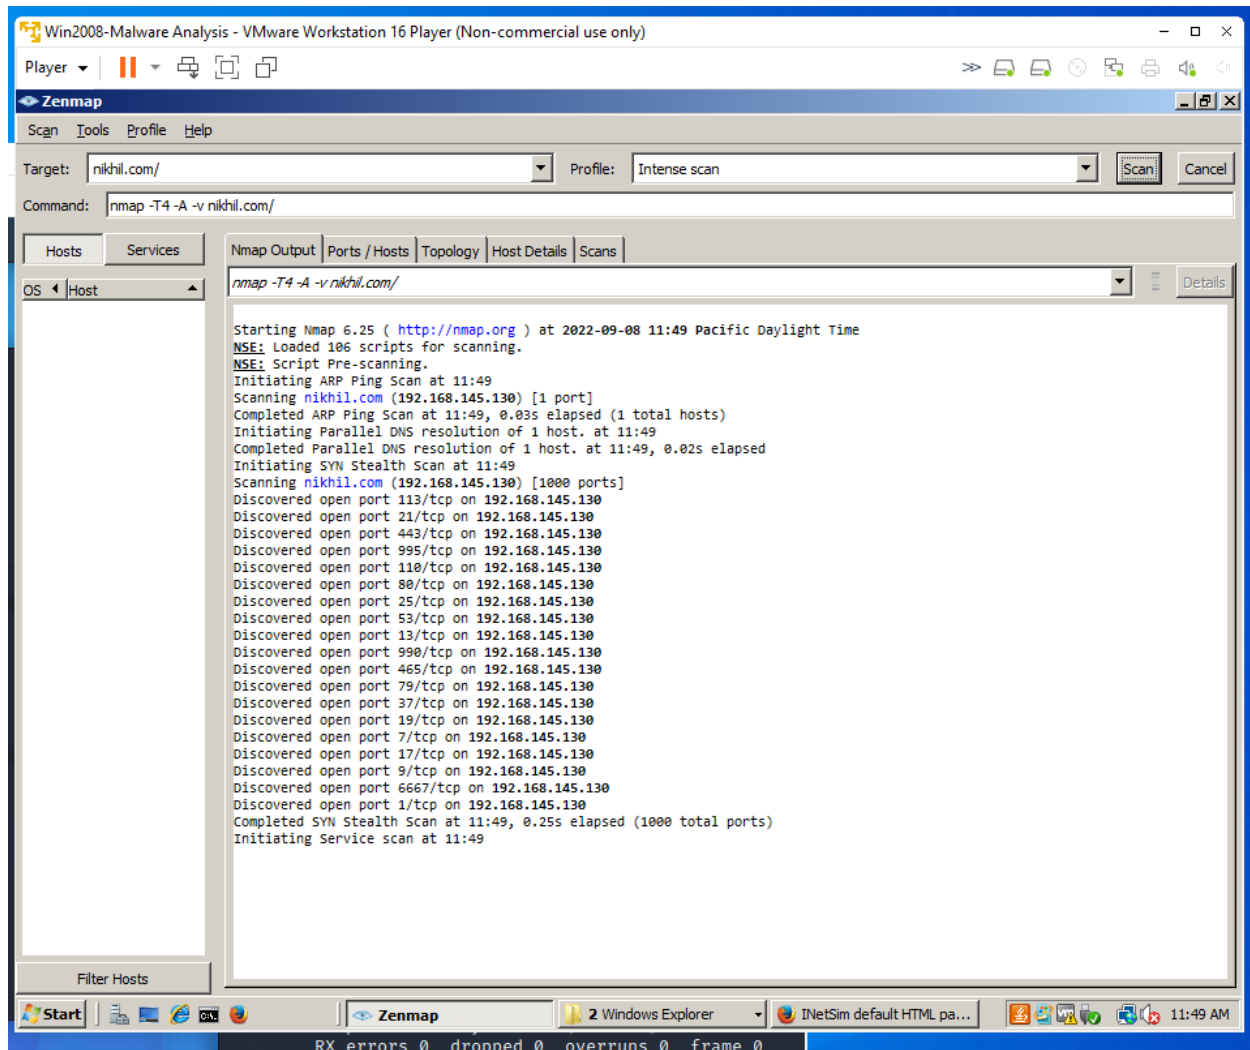 Win2008-Malware Analysis - VMware Workstation 16 Player (Non-commercial use only)
Player
Zenmap
Scan Tools Profile Help
Target: nikhil.com/ Profile: Intense scan Scan Cancel
Command: nmap -T4 -A -v nikhil.com/
Hosts Services Nmap Output Ports / Hosts Topology Host Details Scans
OS Host nmap -T4 -A -v nikhil.com/ Details
Starting Nmap 6.25 ( http://nmap.org ) at 2022-09-08 11:49 Pacific Daylight Time
NSE: Loaded 106 scripts for scanning.
NSE: Script Pre-scanning.
Initiating ARP Ping Scan at 11:49
Scanning nikhil.com (192.168.145.130) [1 port]
Completed ARP Ping Scan at 11:49, 0.03s elapsed (1 total hosts)
Initiating Parallel DNS resolution of 1 host. at 11:49
Completed Parallel DNS resolution of 1 host. at 11:49, 0.02s elapsed
Initiating SYN Stealth Scan at 11:49
Scanning nikhil.com (192.168.145.130) [1000 ports]
Discovered open port 113/tcp on 192.168.145.130
Discovered open port 21/tcp on 192.168.145.130
Discovered open port 443/tcp on 192.168.145.130
Discovered open port 995/tcp on 192.168.145.130
Discovered open port 110/tcp on 192.168.145.130
Discovered open port 80/tcp on 192.168.145.130
Discovered open port 25/tcp on 192.168.145.130
Discovered open port 53/tcp on 192.168.145.130
Discovered open port 13/tcp on 192.168.145.130
Discovered open port 990/tcp on 192.168.145.130
Discovered open port 465/tcp on 192.168.145.130
Discovered open port 79/tcp on 192.168.145.130
Discovered open port 37/tcp on 192.168.145.130
Discovered open port 19/tcp on 192.168.145.130
Discovered open port 7/tcp on 192.168.145.130
Discovered open port 17/tcp on 192.168.145.130
Discovered open port 9/tcp on 192.168.145.130
Discovered open port 6667/tcp on 192.168.145.130
Discovered open port 1/tcp on 192.168.145.130
Completed SYN Stealth Scan at 11:49, 0.25s elapsed (1000 total ports)
Initiating Service scan at 11:49
Filter Hosts
Start Zenmap 2 Windows Explorer INetSim default HTML pa... 11:49 AM
RX errors 0 dropped 0 overruns 0 frame 0